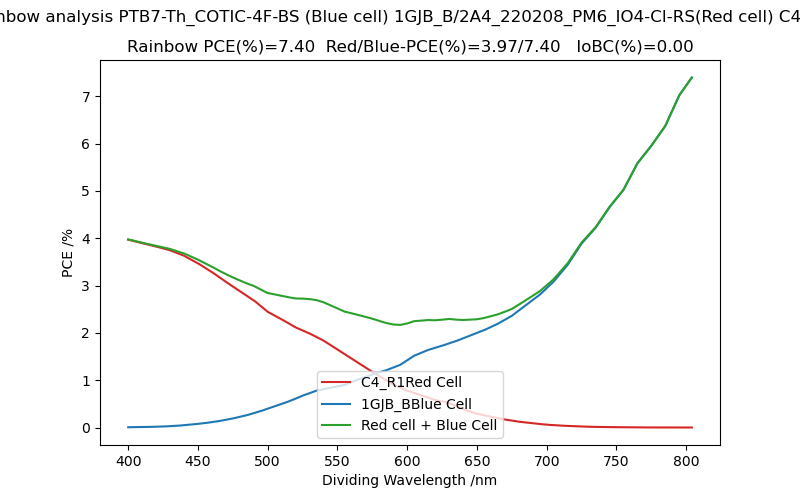 nbow analysis PTB7-Th_COTIC-4F-BS (Blue cell) 1GJB_B/2A4_220208_PM6_IO4-Cl-RS(Red cell) C4
Rainbow PCE(%)=7.40 Red/Blue-PCE(%)=3.97/7.40 IoBC(%)=0.00
PCE /%
7
6
5
4
3
2
1
0
C4_R1Red Cell
1GJB_BBlue Cell
Red cell + Blue Cell
400 450 500 550 600 650 700 750 800
Dividing Wavelength /nm